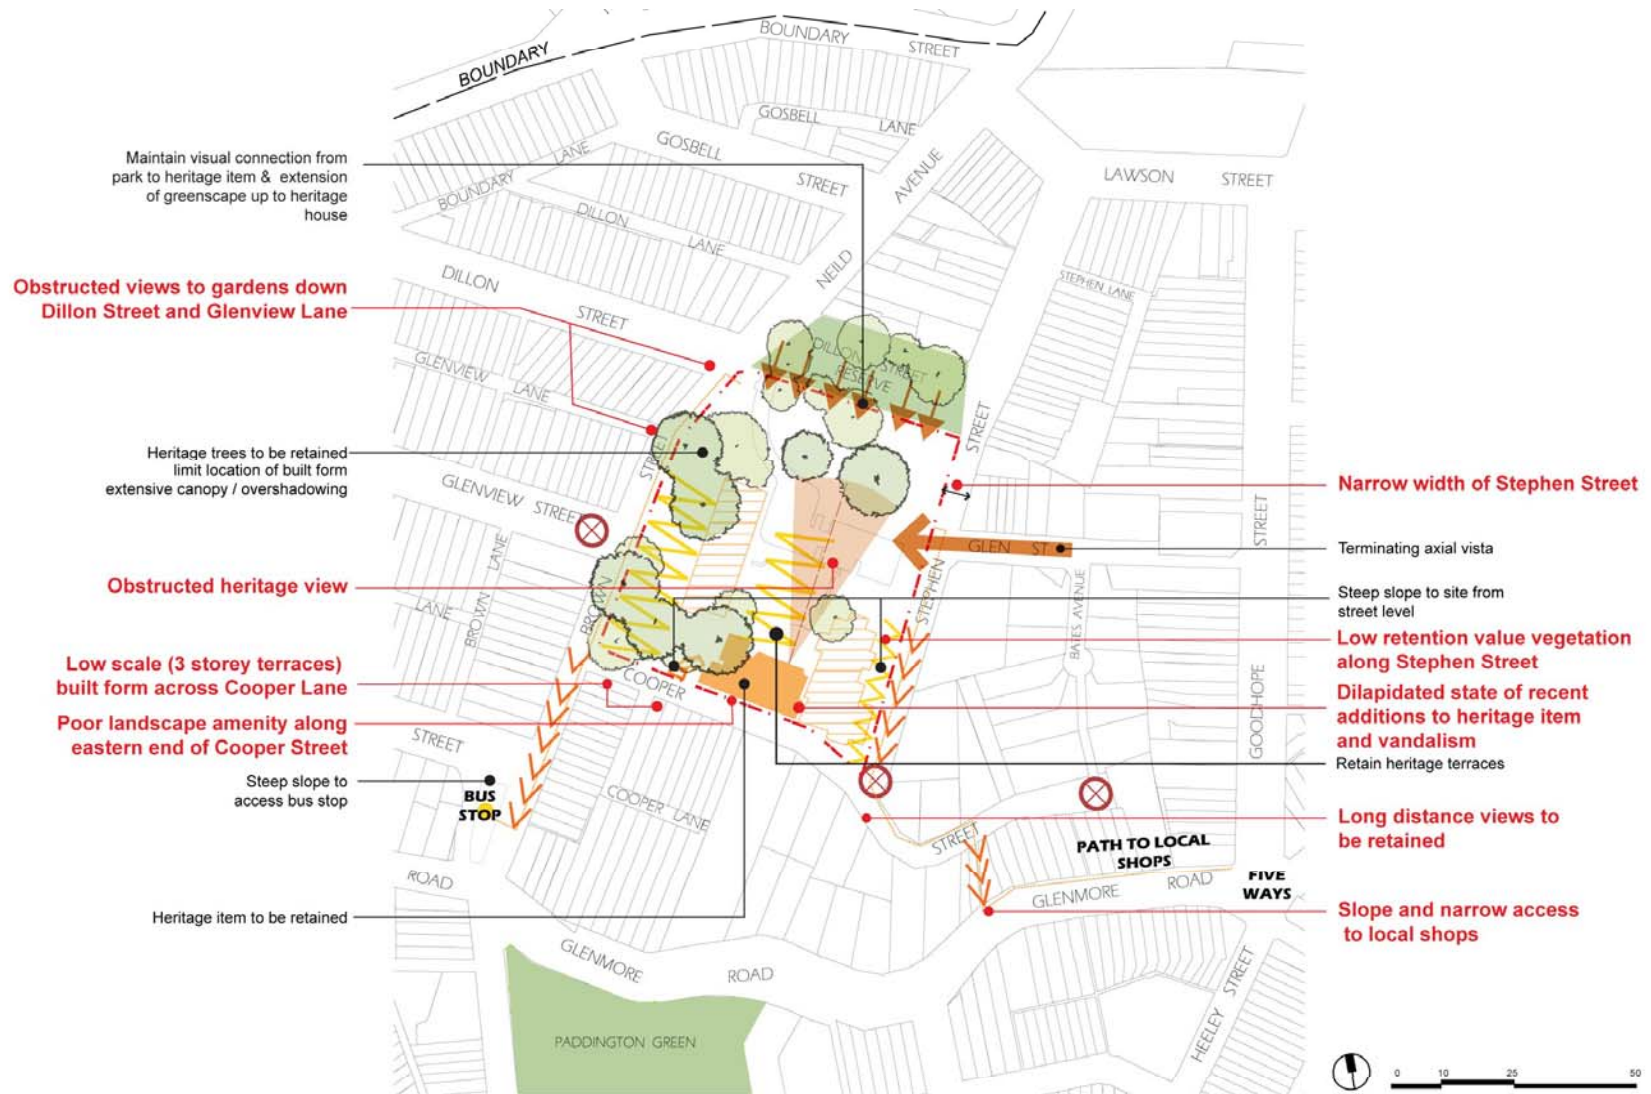 BOUNDARY
BOUNDARY
STREET
GOSBELL
LANE
GOSBELL
STREET
BOUNDARY
LANE
DILLON
LANE
AVENUE
NEILD
LAWSON STREET
STEPHEN LANE
DILLON
STREET
GLENVIEW
LANE
DILLON STREET
RESERVE
STREET
STREET
GLENVIEW STREET
GLEN ST
STREET
LANE
BROWN
LANE
BROWN
STEPHEN
BATES AVENUE
GOODHOPE
COOPER
STREET
COOPER LANE
BUS
STOP
STREET
PATH TO LOCAL
SHOPS
FIVE
WAYS
GLENMORE
ROAD
ROAD
GLENMORE
ROAD
HEELEY STREET
PADDINGTON GREEN
Maintain visual connection from
park to heritage item & extension
of greenscape up to heritage
house
Obstructed views to gardens down
Dillon Street and Glenview Lane
Heritage trees to be retained
limit location of built form
extensive canopy / overshadowing
Obstructed heritage view
Low scale (3 storey terraces)
built form across Cooper Lane
Poor landscape amenity along
eastern end of Cooper Street
Steep slope to
access bus stop
Heritage item to be retained
Narrow width of Stephen Street
Terminating axial vista
Steep slope to site from
street level
Low retention value vegetation
along Stephen Street
Dilapidated state of recent
additions to heritage item
and vandalism
Retain heritage terraces
Long distance views to
be retained
Slope and narrow access
to local shops
0 10 25 50